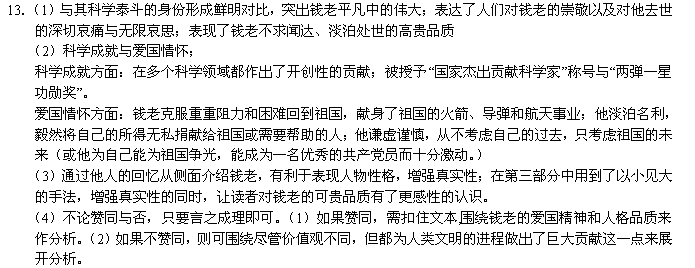 13.（1）与其科学泰斗的身份形成鲜明对比，突出钱老平凡中的伟大；表达了人们对钱老的崇敬以及对他去世
的深切哀痛与无限哀思；表现了钱老不求闻达、淡泊处世的高贵品质
（2）科学成就与爱国情怀；
科学成就方面：在多个科学领域都作出了开创性的贡献；被授予“国家杰出贡献科学家”称号与“两弹一星
功勋奖”。
爱国情怀方面：钱老克服重重阻力和困难回到祖国，献身了祖国的火箭、导弹和航天事业；他淡泊名利，
毅然将自己的所得无私捐献给祖国或需要帮助的人；他谦虚谨慎，从不考虑自己的过去，只考虑祖国的未
来（或他为自己能为祖国争光，能成为一名优秀的共产党员而十分激动。）
（3）通过他人的回忆从侧面介绍钱老，有利于表现人物性格，增强真实性；在第三部分中用到了以小见大
的手法，增强真实性的同时，让读者对钱老的可贵品质有了更感性的认识。
（4）不论赞同与否，只要言之成理即可。（1）如果赞同，需扣住文本围绕钱老的爱国精神和人格品质来
作分析。（2）如果不赞同，则可围绕尽管价值观不同，但都为人类文明的进程做出了巨大贡献这一点来展
开分析。